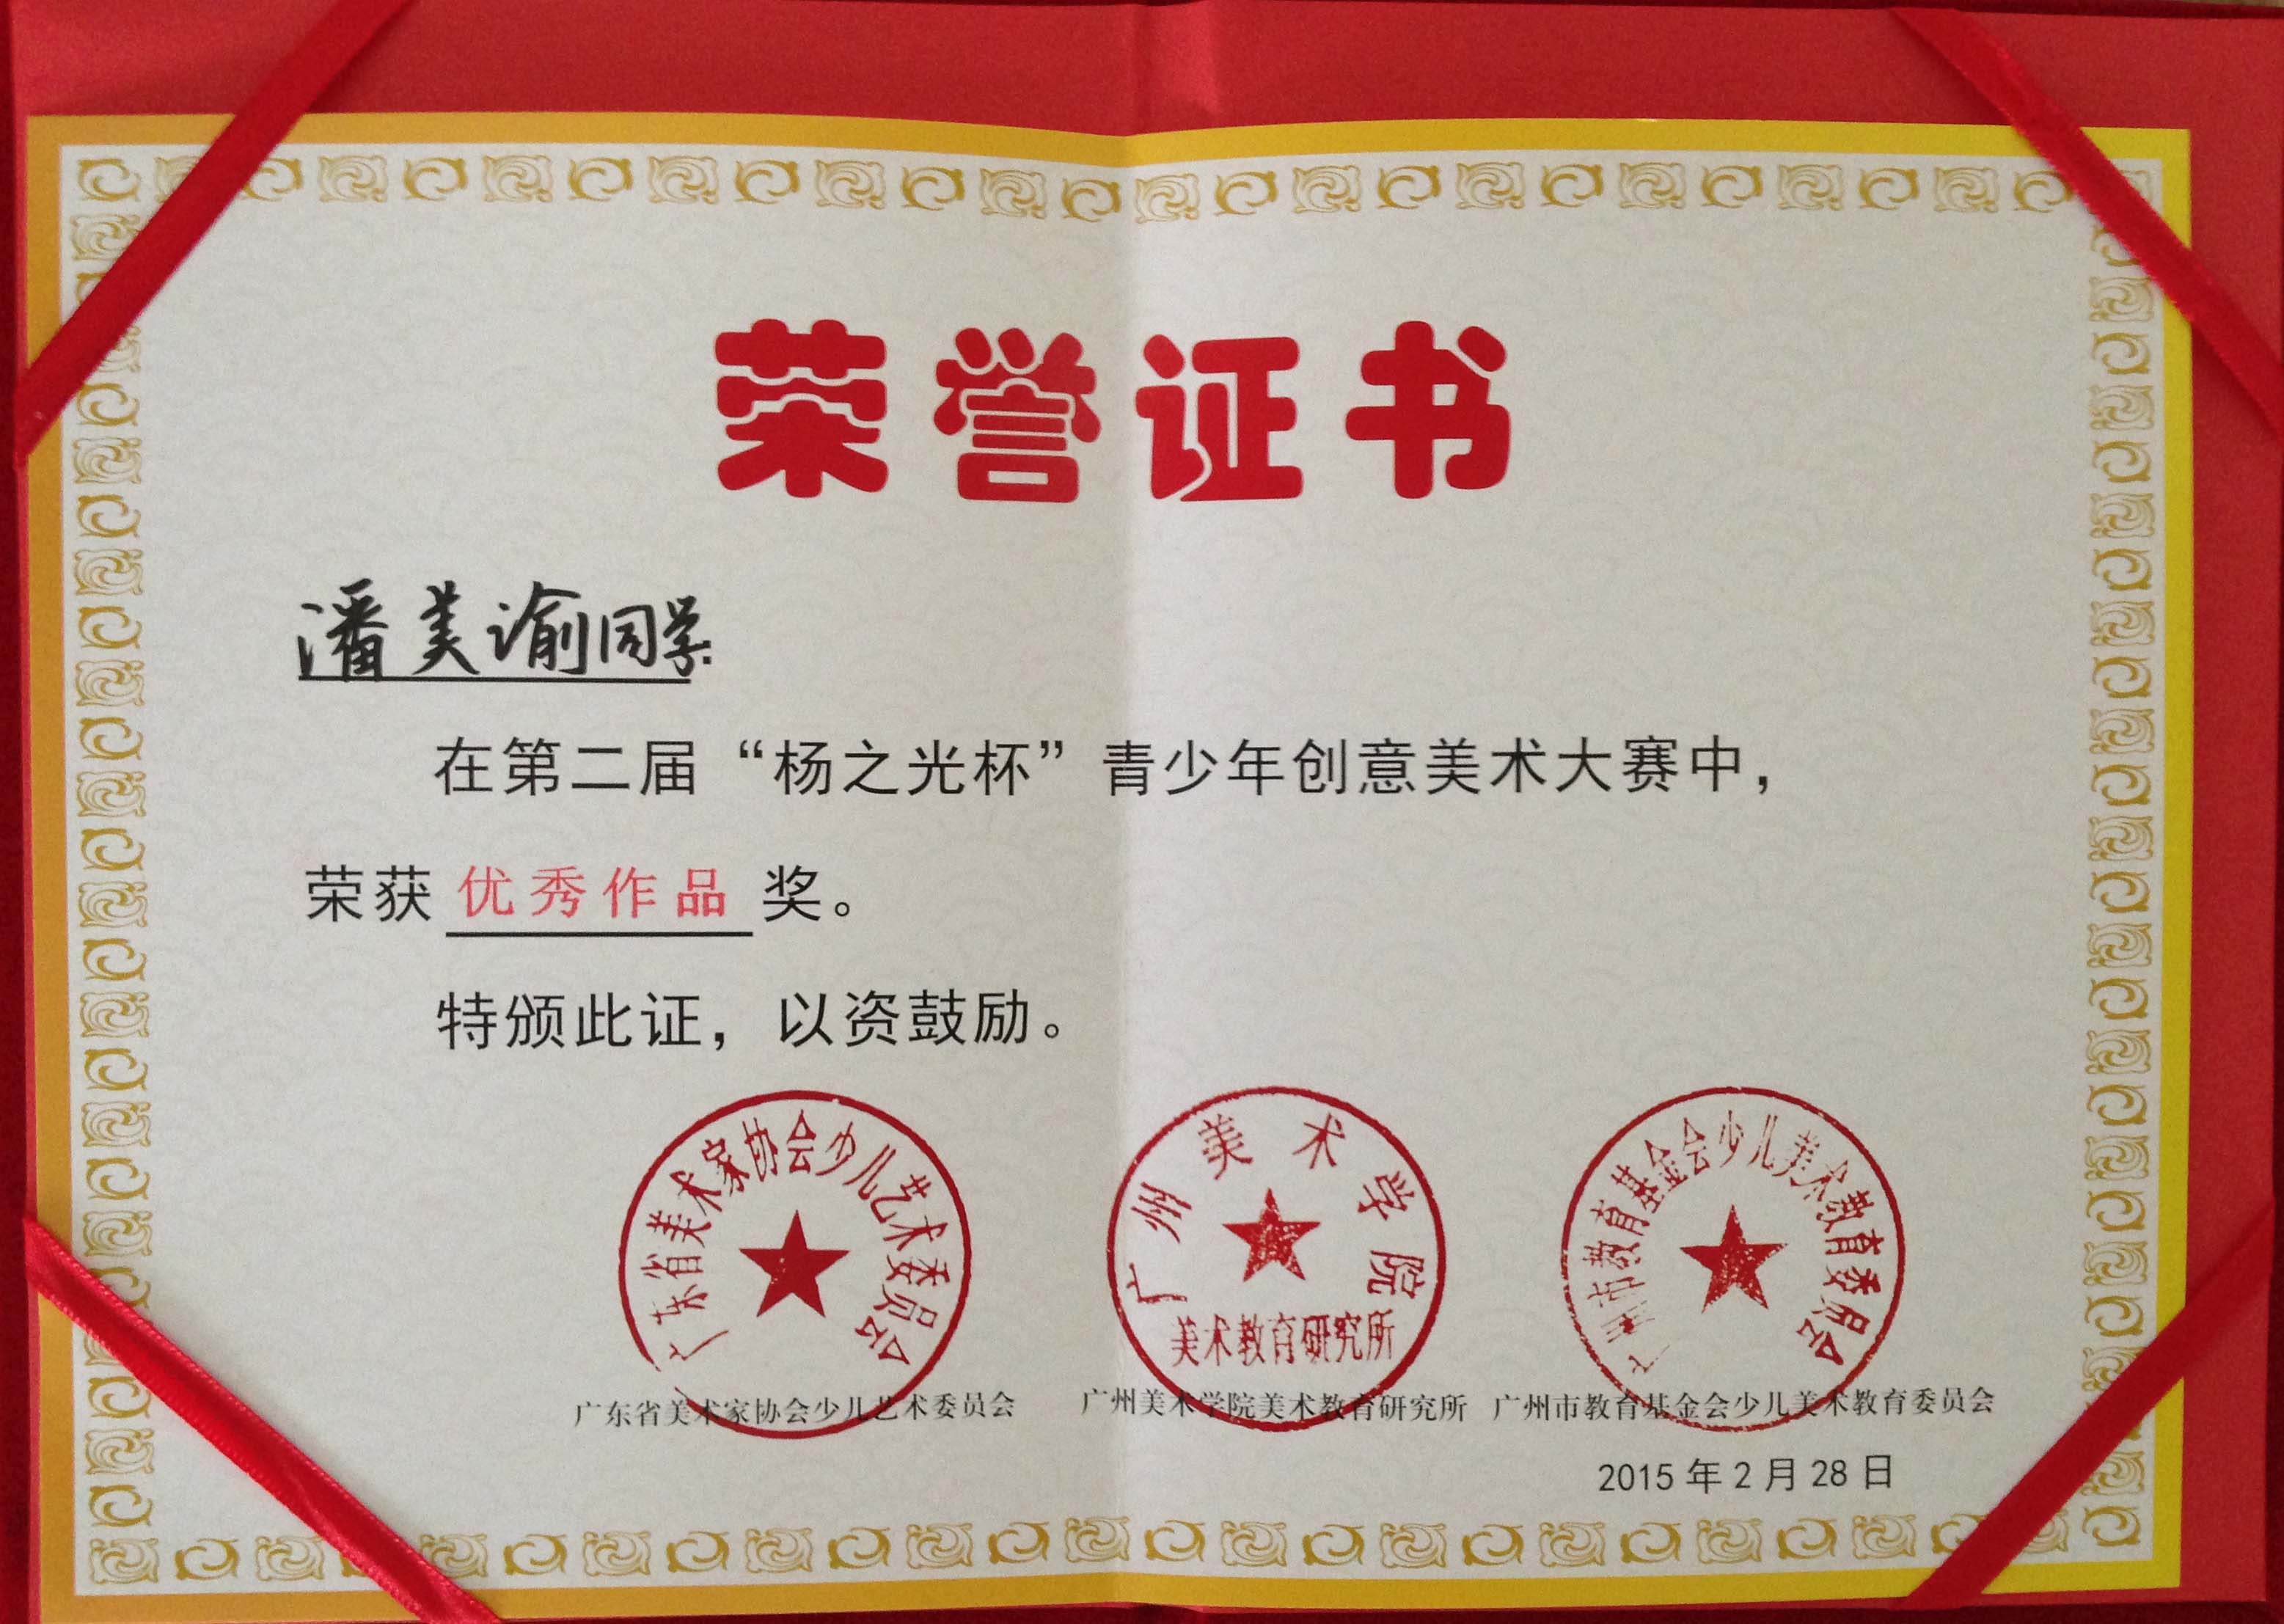 荣誉证书
潘美谕同学:
在第二届“杨之光杯”青少年创意美术大赛中，
荣获 优秀作品 奖。
特颁此证，以资鼓励。
广东省美术家协会少儿艺术委员会
广州美术学院
美术教育研究所
广州市教育基金会少儿美术教育委员会
广东省美术家协会少儿艺术委员会 广州美术学院美术教育研究所 广州市教育基金会少儿美术教育委员会
2015年2月28日